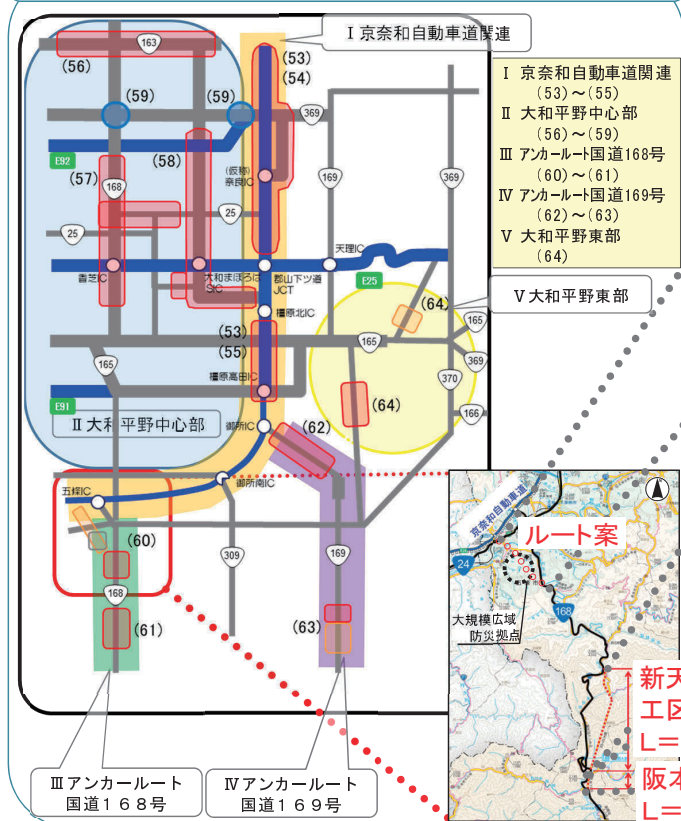 I 京奈和自動車道関連
163
(56)
(53)
(54)
(59)
(59)
369
E92
(58)
(57)
(仮称)
奈良IC
168
169
369
25
25
天理IC
香芝IC
大和まほろば
SIC
郡山下ツ道
JCT
E25
橿原北IC
(64)
(53)
(55)
165
165
165
369
橿原高田IC
370
E91
(64)
166
II 大和平野中心部
御所IC
(62)
御所南IC
五條IC
(60)
309
169
168
(61)
(63)
III アンカールート
国道168号
IV アンカールート
国道169号
V 大和平野東部
I 京奈和自動車道関連
(53)~(55)
II 大和平野中心部
(56)~(59)
III アンカールート国道168号
(60)~(61)
IV アンカールート国道169号
(62)~(63)
V 大和平野東部
(64)
京奈和自動車道
ルート案
24
168
大規模広域
防災拠点
新天
工区
L=
阪本
L=